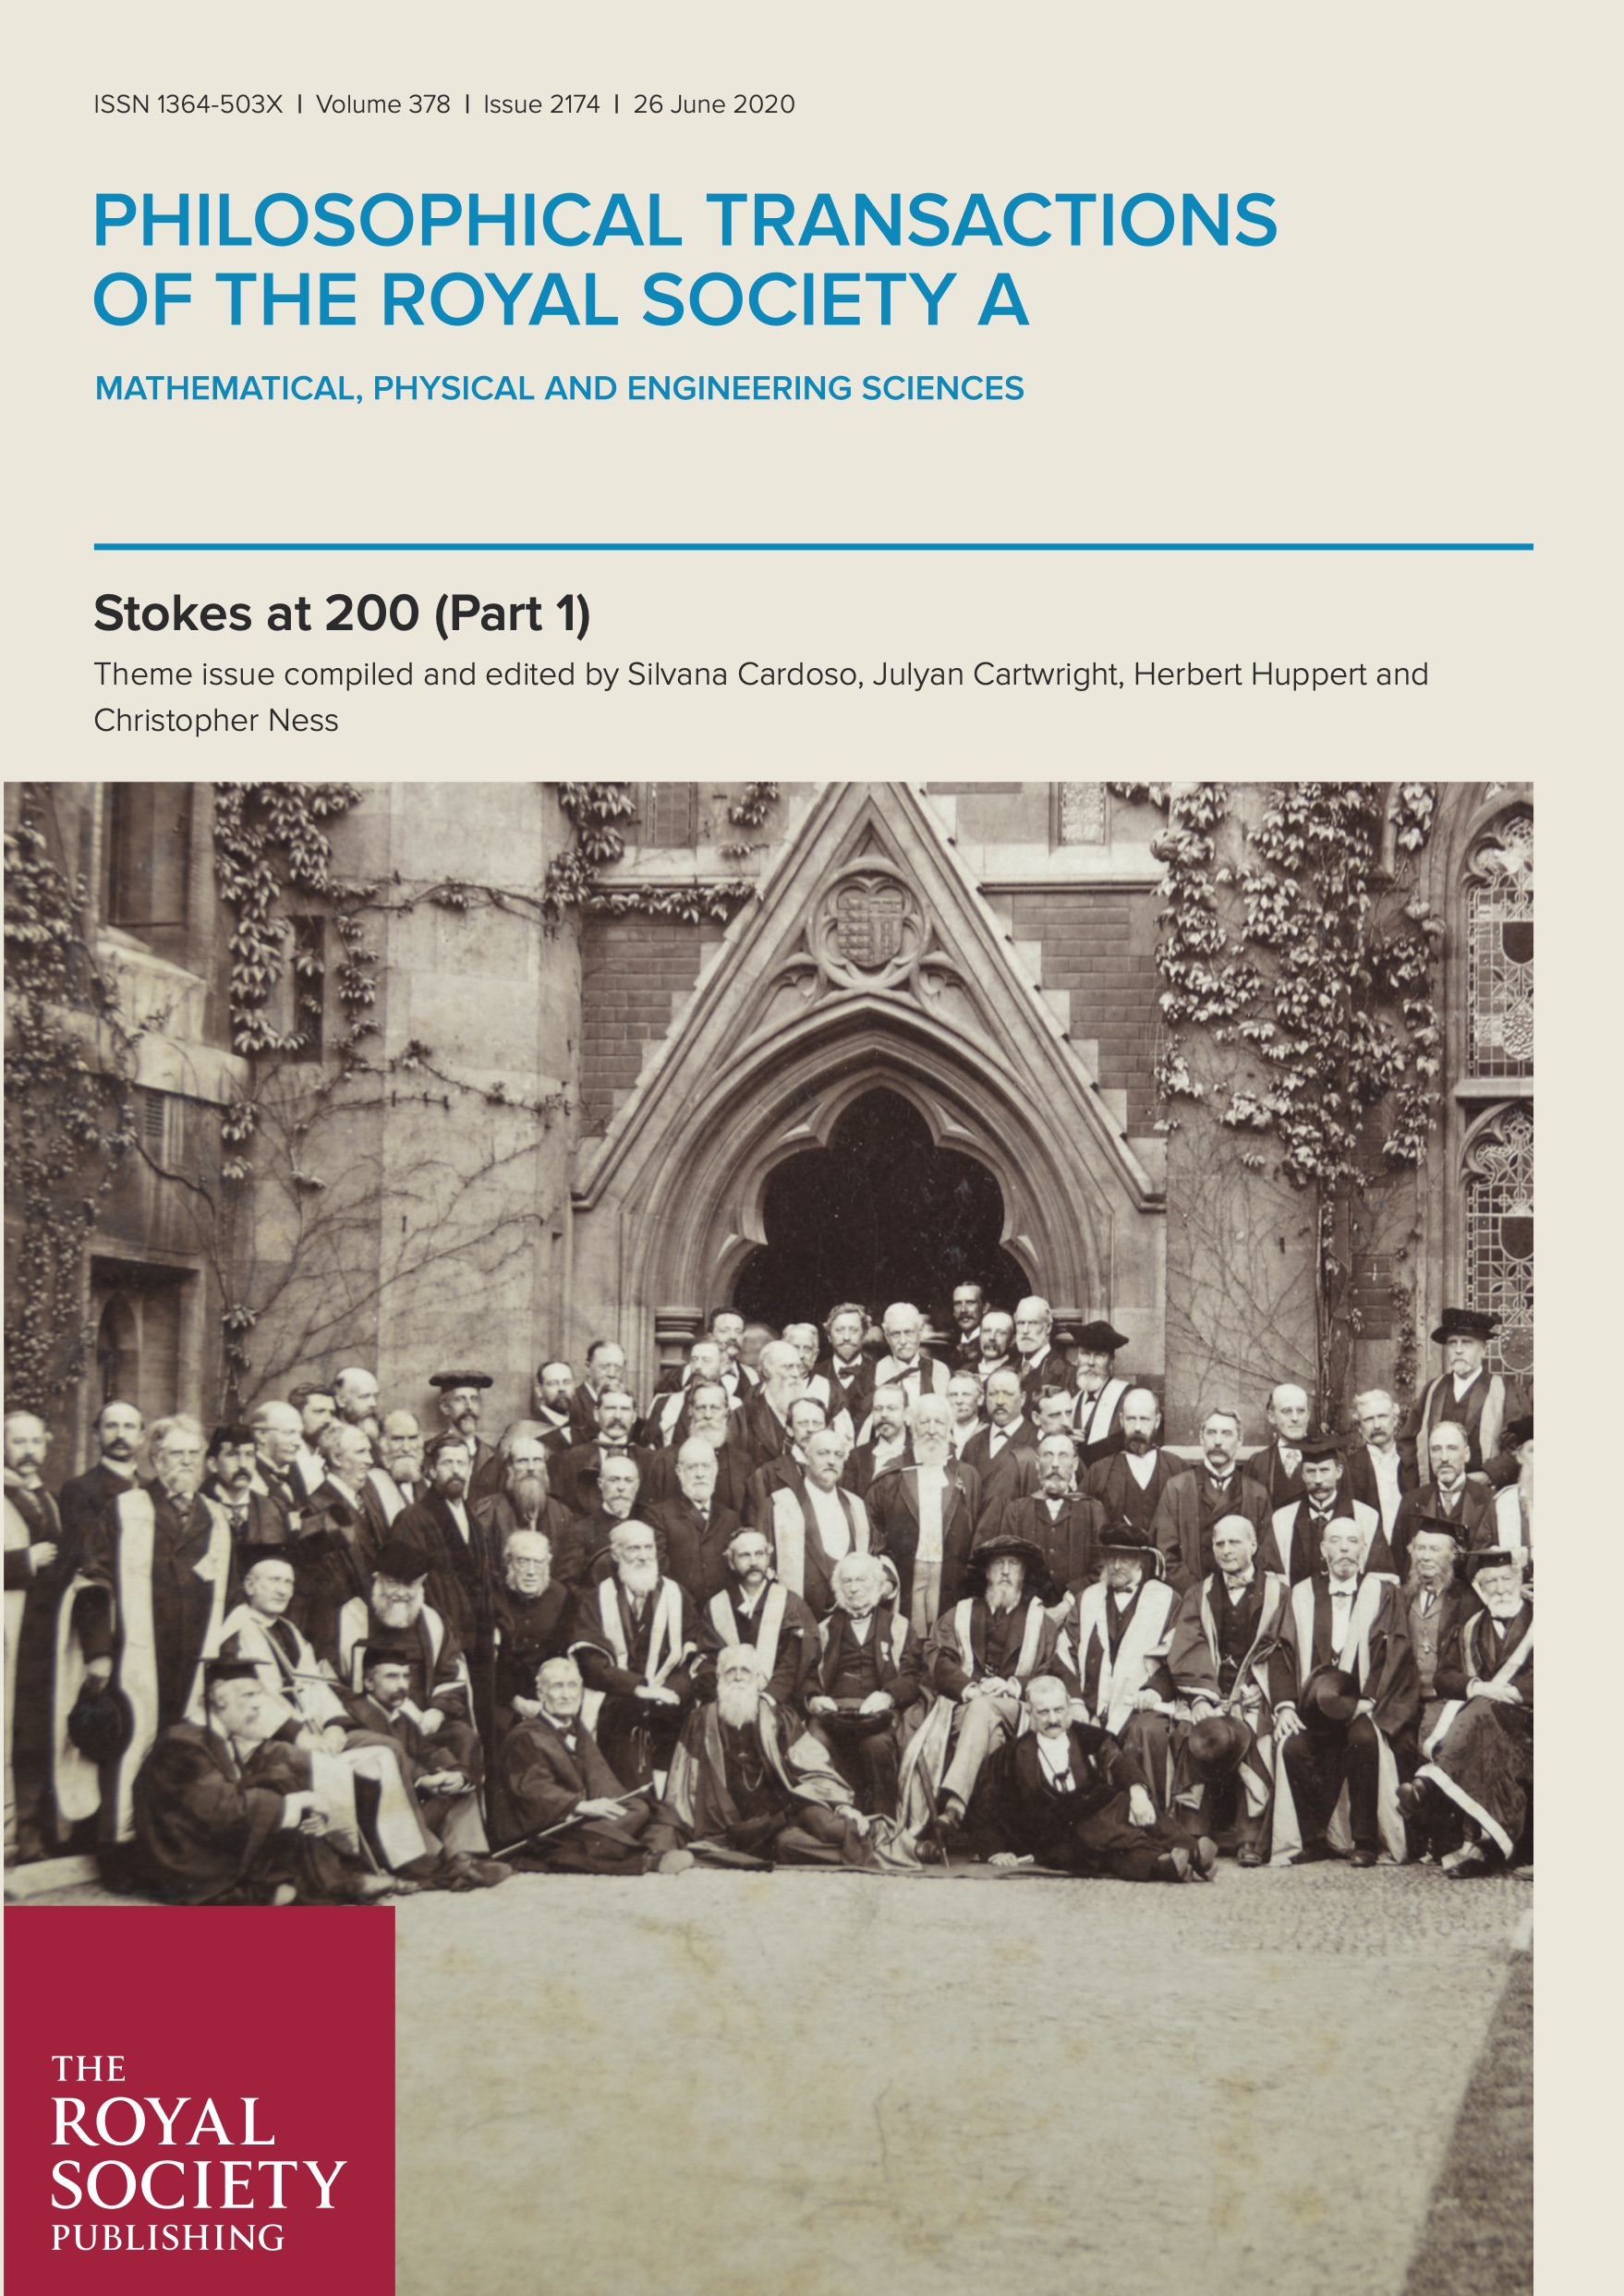 ISSN 1364-503X | Volume 378 | Issue 2174 | 26 June 2020
PHILOSOPHICAL TRANSACTIONS
OF THE ROYAL SOCIETY A
MATHEMATICAL, PHYSICAL AND ENGINEERING SCIENCES
Stokes at 200 (Part 1)
Theme issue compiled and edited by Silvana Cardoso, Julyan Cartwright, Herbert Huppert and
Christopher Ness
THE
ROYAL
SOCIETY
PUBLISHING